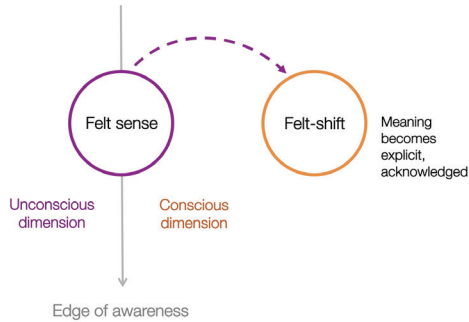 Felt sense
Felt-shift
Meaning
becomes
explicit,
acknowledged
Unconscious
dimension
Conscious
dimension
Edge of awareness